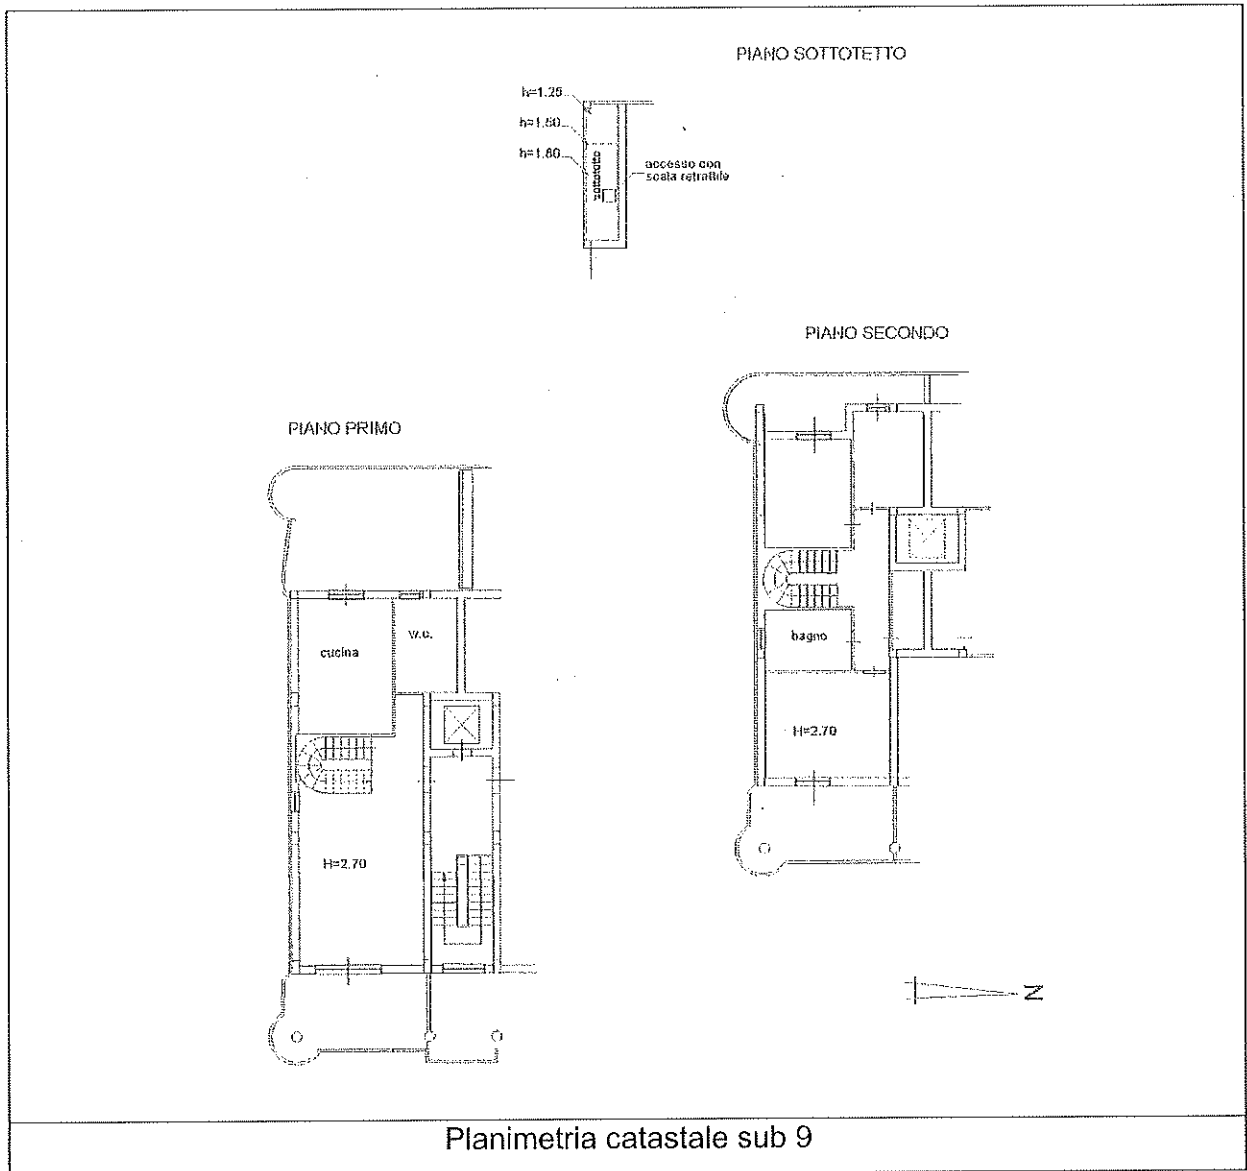 PIANO SOTTOTETTO
h=1.25
h=1.50
h=1.80
sottotetto
accesso con
scala retrattile
PIANO SECONDO
bagno
H=2.70
PIANO PRIMO
cucina
w.c.
H=2.70
N
Planimetria catastale sub 9